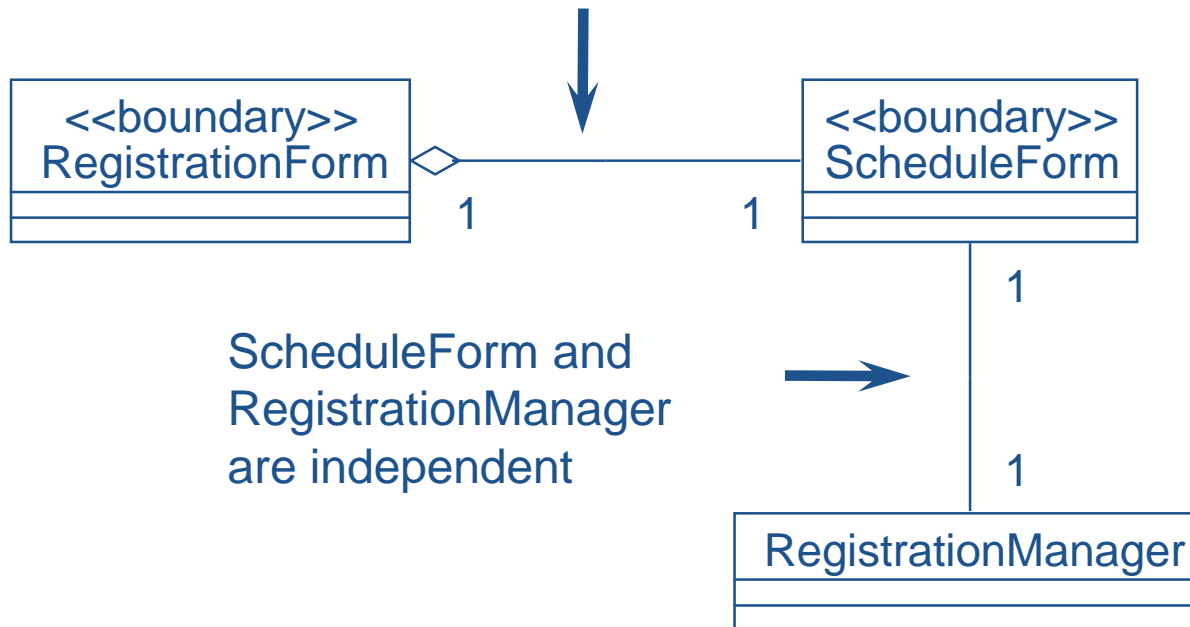 <<boundary>>
RegistrationForm
<<boundary>>
ScheduleForm
1
1
1
ScheduleForm and
RegistrationManager
are independent
1
RegistrationManager